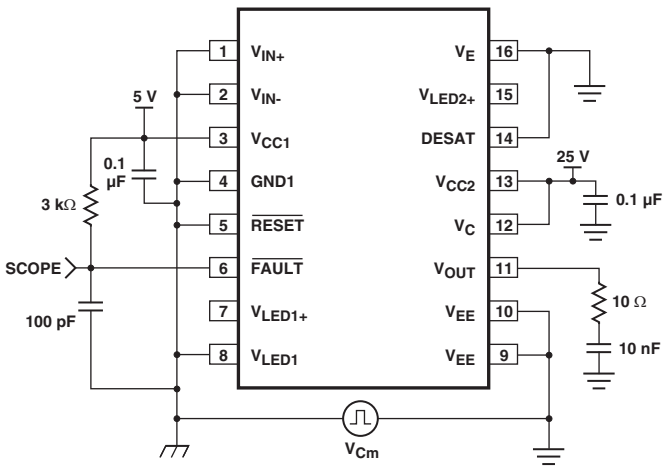 1 V_IN+ V_E 16
2 V_IN- V_LED2+ 15
5 V
3 V_CC1 DESAT 14
0.1 µF
25 V
4 GND1 V_CC2 13
0.1 µF
3 kΩ
5 R̅E̅S̅E̅T̅ V_C 12
SCOPE
6 F̅A̅U̅L̅T̅ V_OUT 11
10 Ω
100 pF
7 V_LED1+ V_EE 10
10 nF
8 V_LED1 V_EE 9
V_Cm